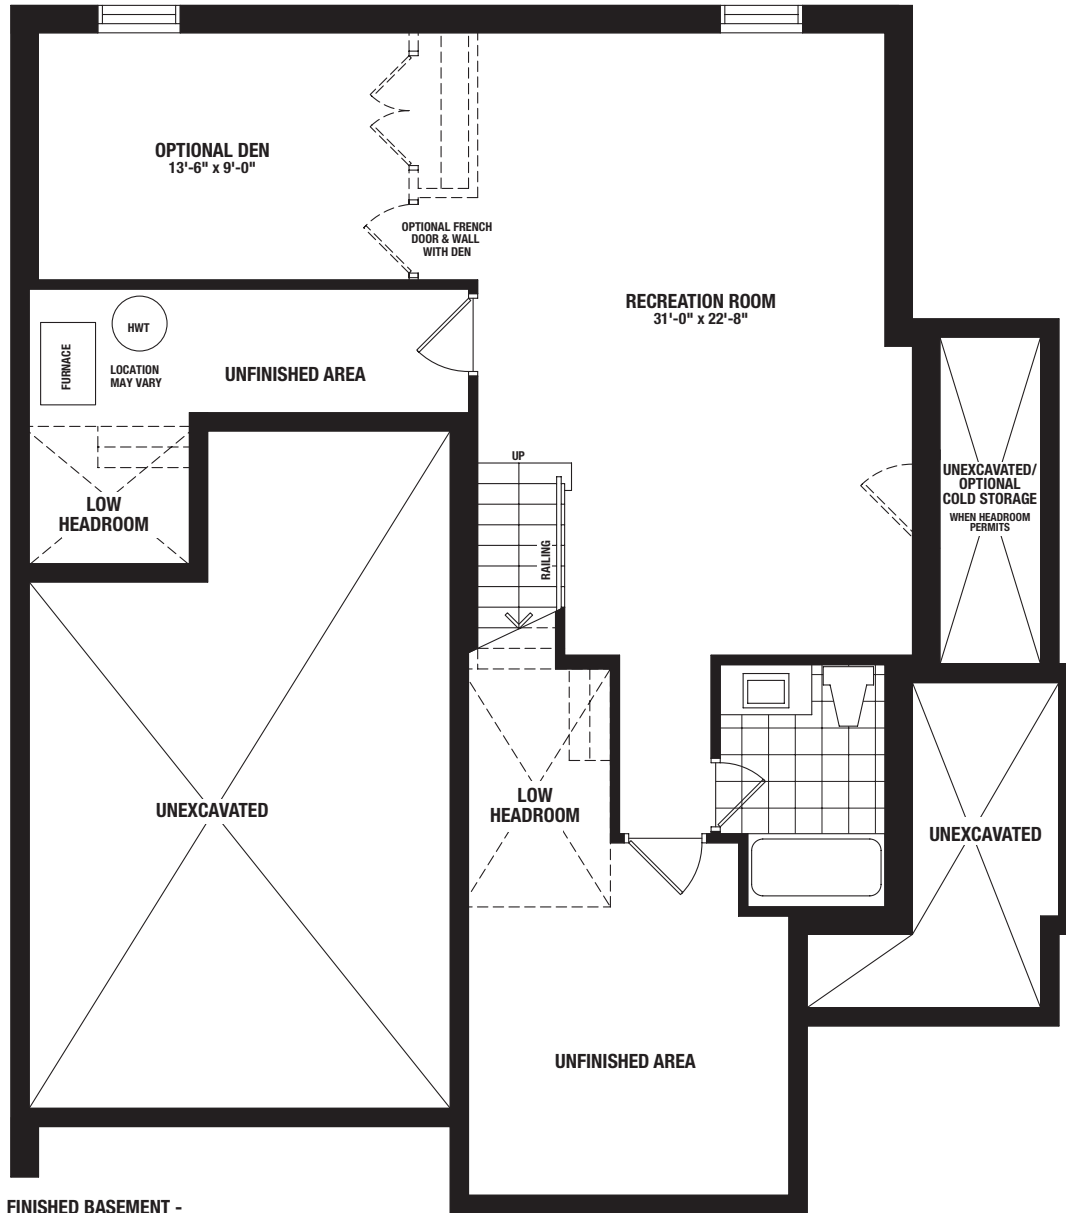 OPTIONAL DEN
13'-6" x 9'-0"
OPTIONAL FRENCH
DOOR & WALL
WITH DEN
RECREATION ROOM
31'-0" x 22'-8"
HWT
FURNACE
LOCATION
MAY VARY
UNFINISHED AREA
UP
RAILING
LOW
HEADROOM
UNEXCAVATED/
OPTIONAL
COLD STORAGE
WHEN HEADROOM
PERMITS
UNEXCAVATED
LOW
HEADROOM
UNEXCAVATED
UNFINISHED AREA
FINISHED BASEMENT -